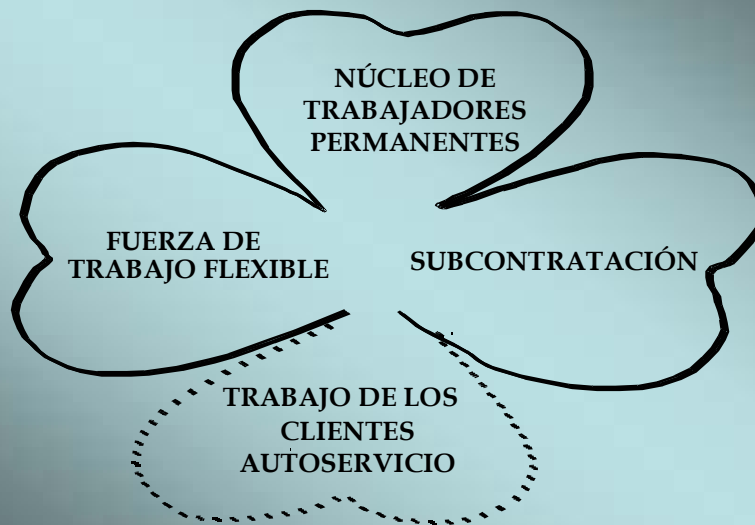 NÚCLEO DE
TRABAJADORES
PERMANENTES
FUERZA DE
TRABAJO FLEXIBLE
SUBCONTRATACIÓN
TRABAJO DE LOS
CLIENTES
AUTOSERVICIO